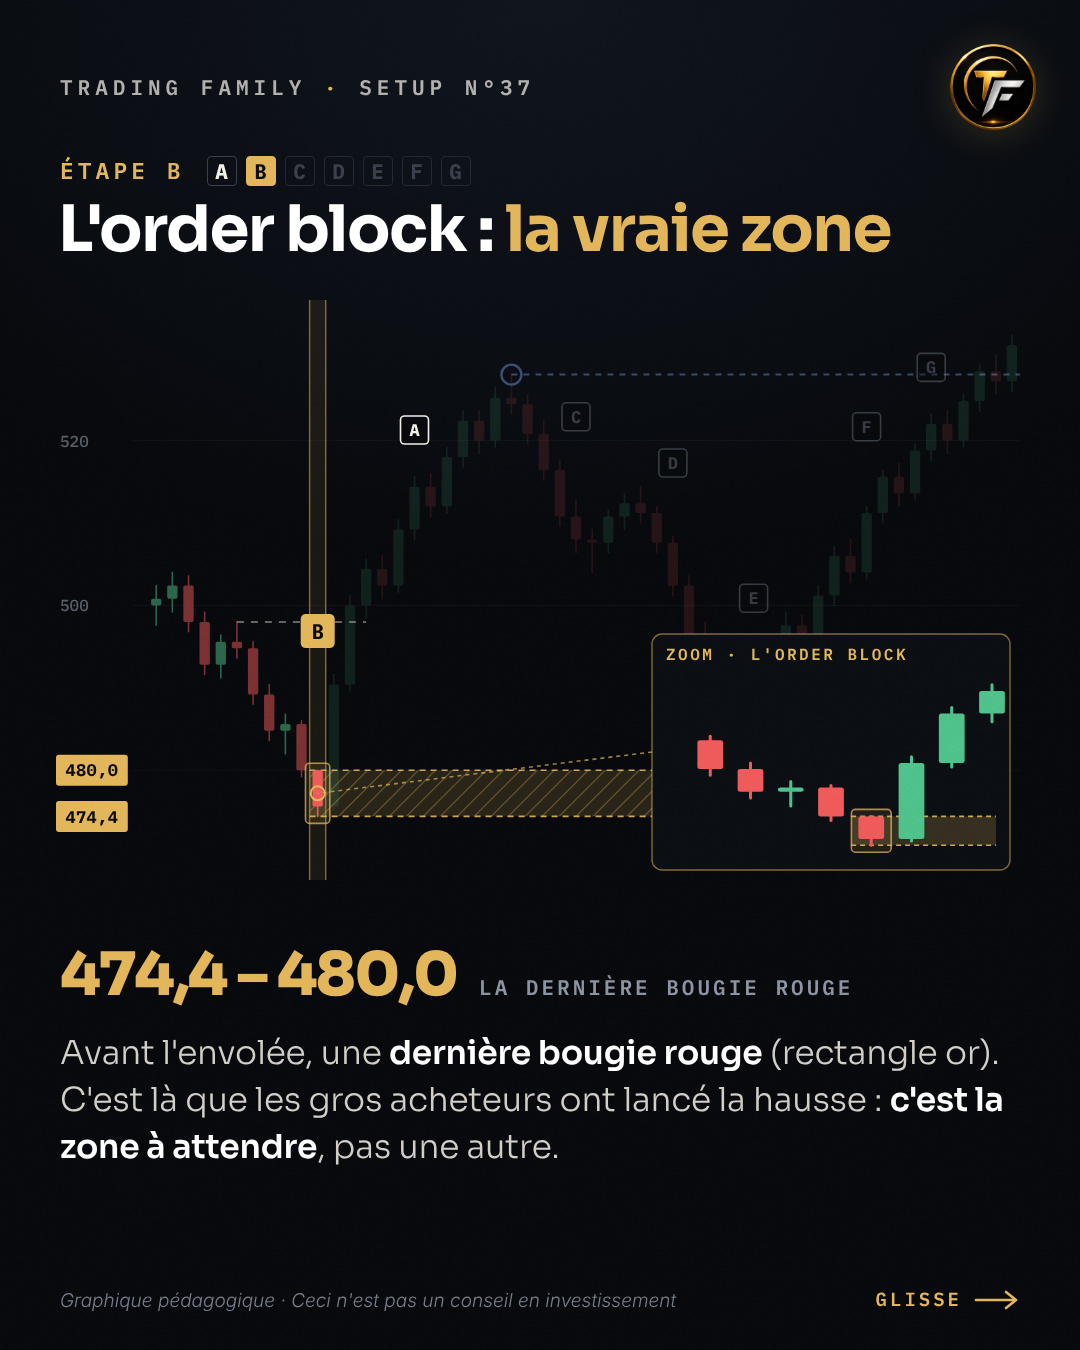 TRADING FAMILY · SETUP N°37
TF
ÉTAPE B A B C D E F G
L'order block : la vraie zone
G
A
C
F
520
D
E
500
B
ZOOM · L'ORDER BLOCK
480,0
474,4
474,4 – 480,0 LA DERNIÈRE BOUGIE ROUGE
Avant l'envolée, une dernière bougie rouge (rectangle or).
C'est là que les gros acheteurs ont lancé la hausse : c'est la
zone à attendre, pas une autre.
Graphique pédagogique · Ceci n'est pas un conseil en investissement
GLISSE →